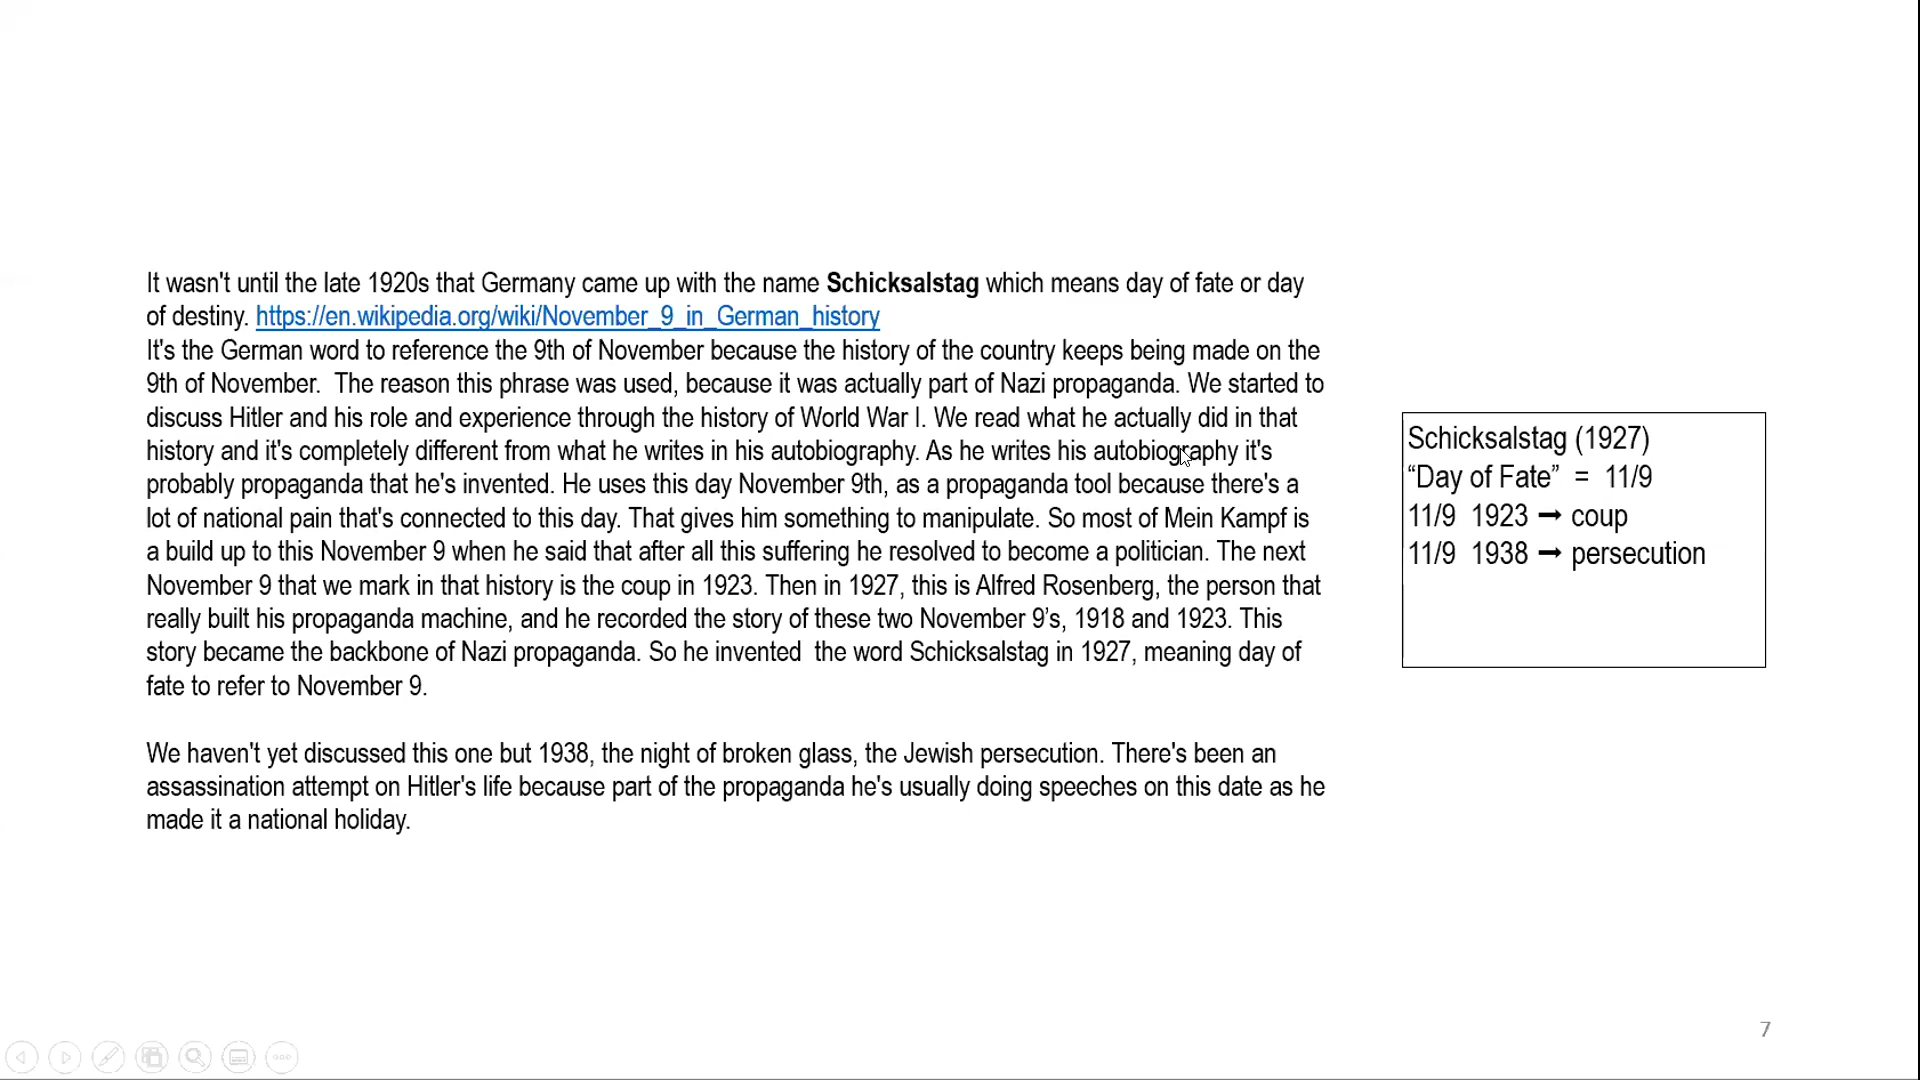 It wasn't until the late 1920s that Germany came up with the name Schicksalstag which means day of fate or day
of destiny. https://en.wikipedia.org/wiki/November_9_in_German_history
It's the German word to reference the 9th of November because the history of the country keeps being made on the
9th of November.  The reason this phrase was used, because it was actually part of Nazi propaganda. We started to
discuss Hitler and his role and experience through the history of World War I. We read what he actually did in that
history and it's completely different from what he writes in his autobiography. As he writes his autobiography it's
probably propaganda that he's invented. He uses this day November 9th, as a propaganda tool because there's a
lot of national pain that's connected to this day. That gives him something to manipulate. So most of Mein Kampf is
a build up to this November 9 when he said that after all this suffering he resolved to become a politician. The next
November 9 that we mark in that history is the coup in 1923. Then in 1927, this is Alfred Rosenberg, the person that
really built his propaganda machine, and he recorded the story of these two November 9’s, 1918 and 1923. This
story became the backbone of Nazi propaganda. So he invented  the word Schicksalstag in 1927, meaning day of
fate to refer to November 9.

We haven't yet discussed this one but 1938, the night of broken glass, the Jewish persecution. There's been an
assassination attempt on Hitler's life because part of the propaganda he's usually doing speeches on this date as he
made it a national holiday.

Schicksalstag (1927)
“Day of Fate”  =  11/9
11/9  1923 ➞ coup
11/9  1938 ➞ persecution
7